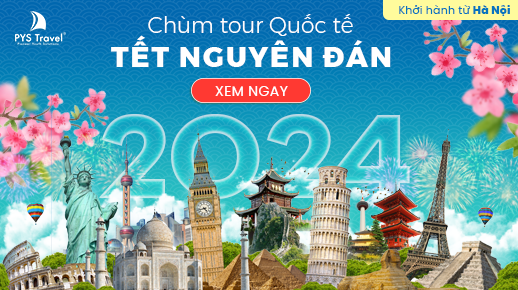 PYS Travel®
Khởi hành từ Hà Nội
Chùm tour Quốc tế
TẾT NGUYÊN ĐÁN
XEM NGAY
2024